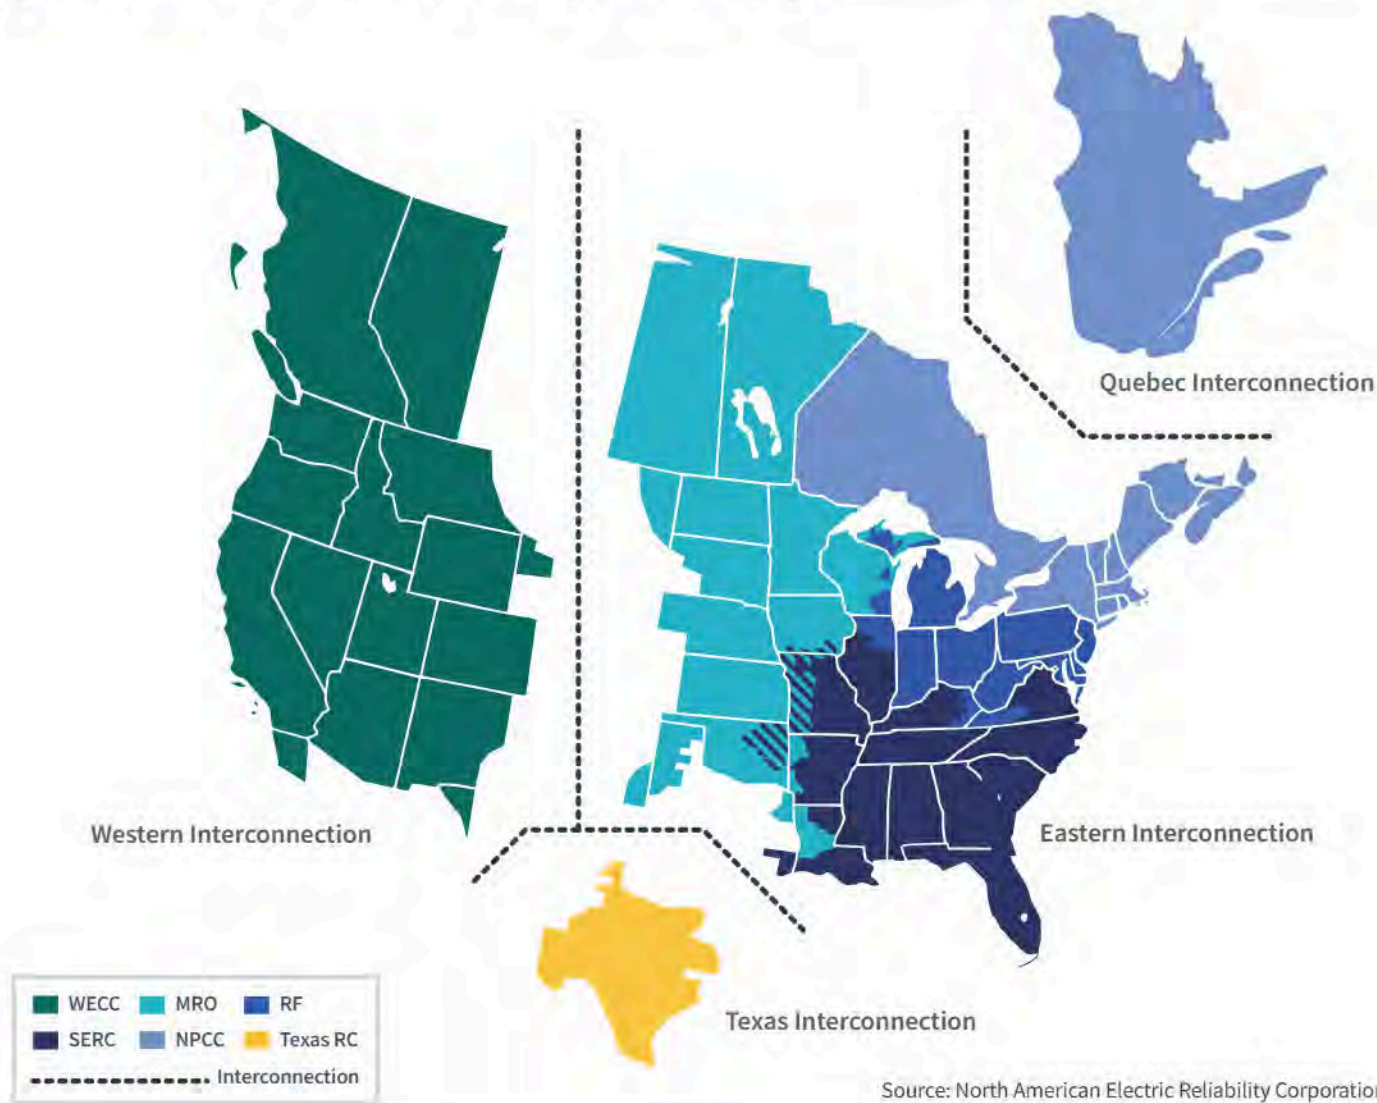 Quebec Interconnection
Western Interconnection
Eastern Interconnection
Texas Interconnection
WECC MRO RF
SERC NPCC Texas RC
Interconnection
Source: North American Electric Reliability Corporation